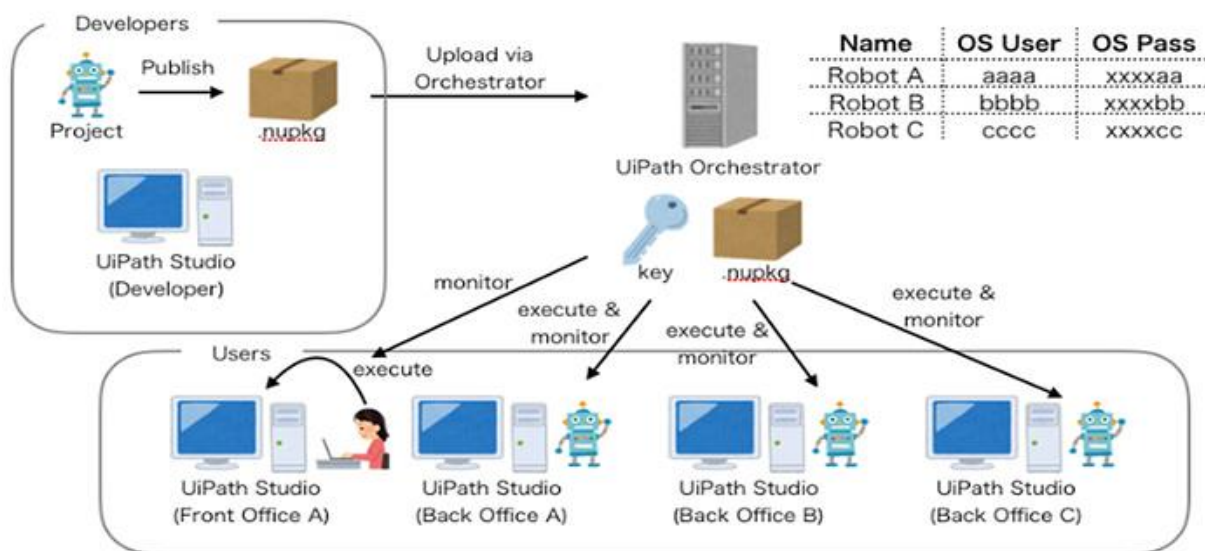 Developers
Publish
Project
.nupkg
UiPath Studio
(Developer)
Upload via
Orchestrator
UiPath Orchestrator
Name OS User OS Pass
Robot A aaaa xxxxaa
Robot B bbbb xxxxbb
Robot C cccc xxxxcc
key
.nupkg
monitor
execute &
monitor
execute &
monitor
execute &
monitor
Users
execute
UiPath Studio
(Front Office A)
UiPath Studio
(Back Office A)
UiPath Studio
(Back Office B)
UiPath Studio
(Back Office C)